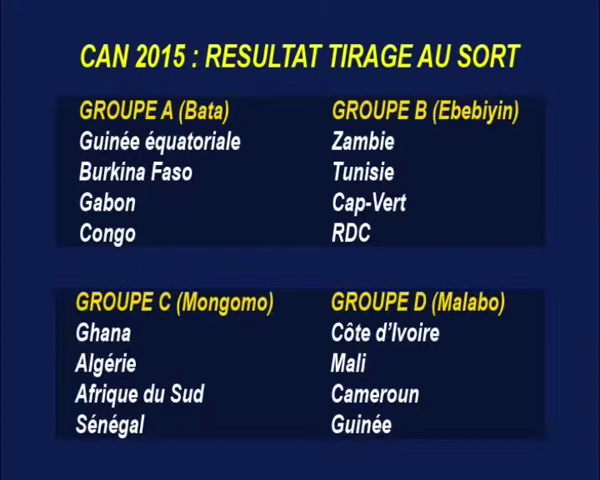 CAN 2015 : RESULTAT TIRAGE AU SORT
GROUPE A (Bata)
Guinée équatoriale
Burkina Faso
Gabon
Congo
GROUPE B (Ebebiyin)
Zambie
Tunisie
Cap-Vert
RDC
GROUPE C (Mongomo)
Ghana
Algérie
Afrique du Sud
Sénégal
GROUPE D (Malabo)
Côte d'Ivoire
Mali
Cameroun
Guinée